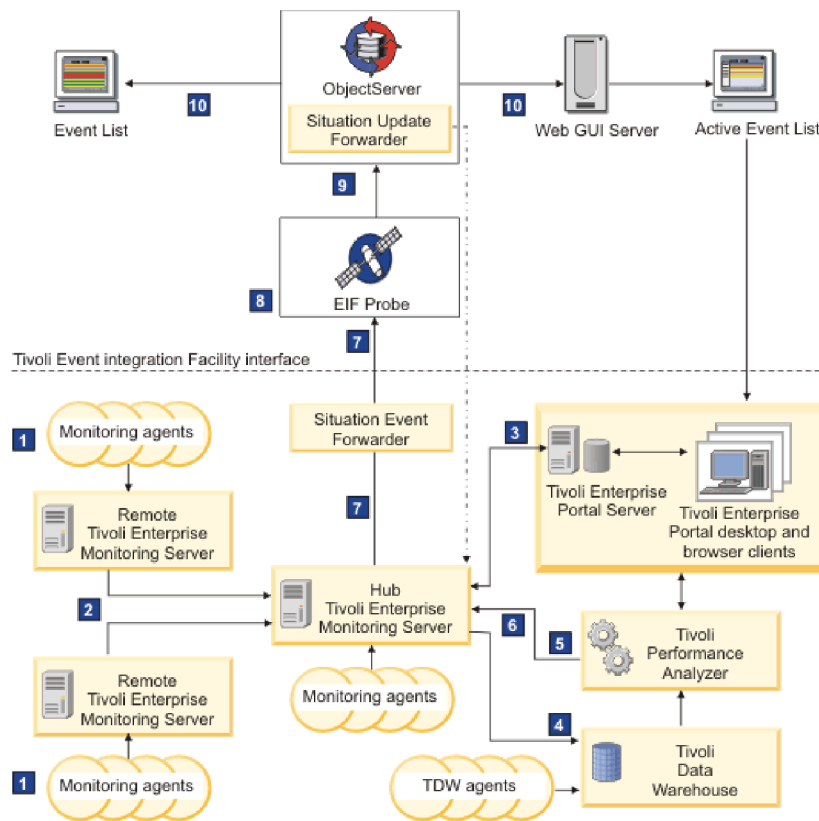 ObjectServer
Situation Update
Forwarder
10
Event List
10
Web GUI Server
Active Event List
9
8
EIF Probe
7
Tivoli Event integration Facility interface
1
Monitoring agents
Situation Event
Forwarder
3
Tivoli Enterprise
Portal Server
Tivoli Enterprise
Portal desktop and
browser clients
Remote
Tivoli Enterprise
Monitoring Server
7
2
Hub
Tivoli Enterprise
Monitoring Server
6
5
Tivoli
Performance
Analyzer
Remote
Tivoli Enterprise
Monitoring Server
Monitoring agents
4
Tivoli
Data
Warehouse
1
Monitoring agents
TDW agents